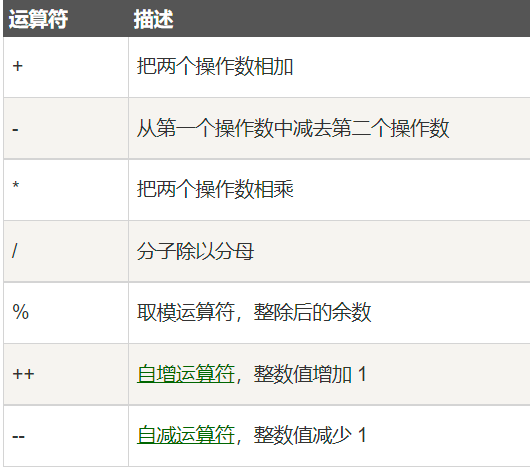 运算符 描述
+ 把两个操作数相加
- 从第一个操作数中减去第二个操作数
* 把两个操作数相乘
/ 分子除以分母
% 取模运算符，整除后的余数
++ 自增运算符，整数值增加 1
-- 自减运算符，整数值减少 1